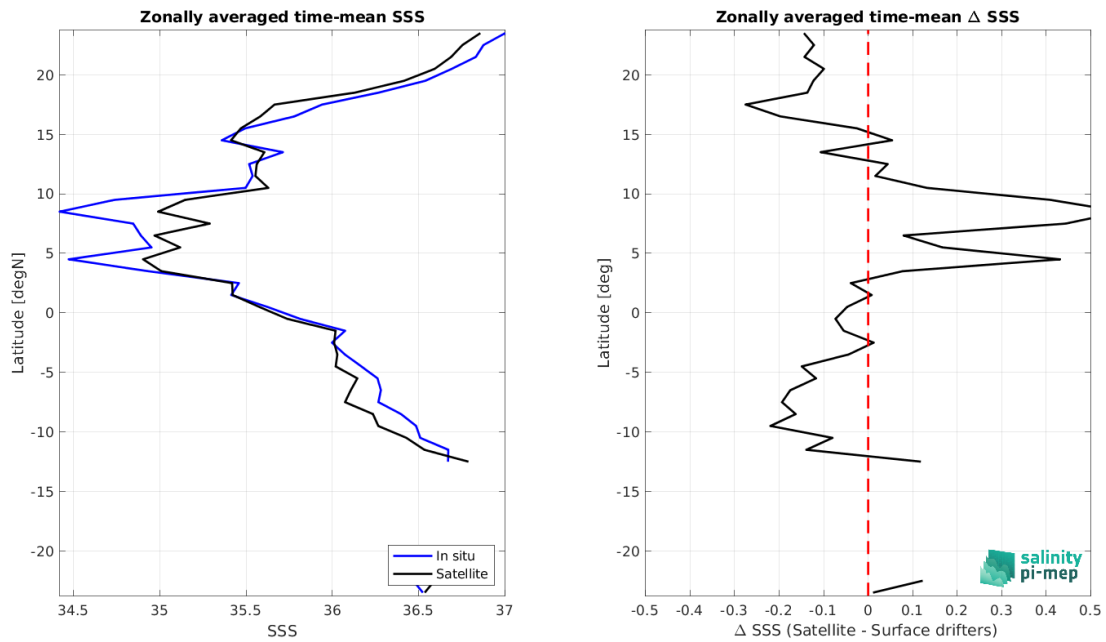 Zonally averaged time-mean SSS
Latitude [degN]
20
15
10
5
0
-5
-10
-15
-20
34.5 35 35.5 36 36.5 37
SSS
In situ
Satellite
Zonally averaged time-mean Δ SSS
Latitude [deg]
20
15
10
5
0
-5
-10
-15
-20
-0.5 -0.4 -0.3 -0.2 -0.1 0 0.1 0.2 0.3 0.4 0.5
Δ SSS (Satellite - Surface drifters)
salinity
pi-mep